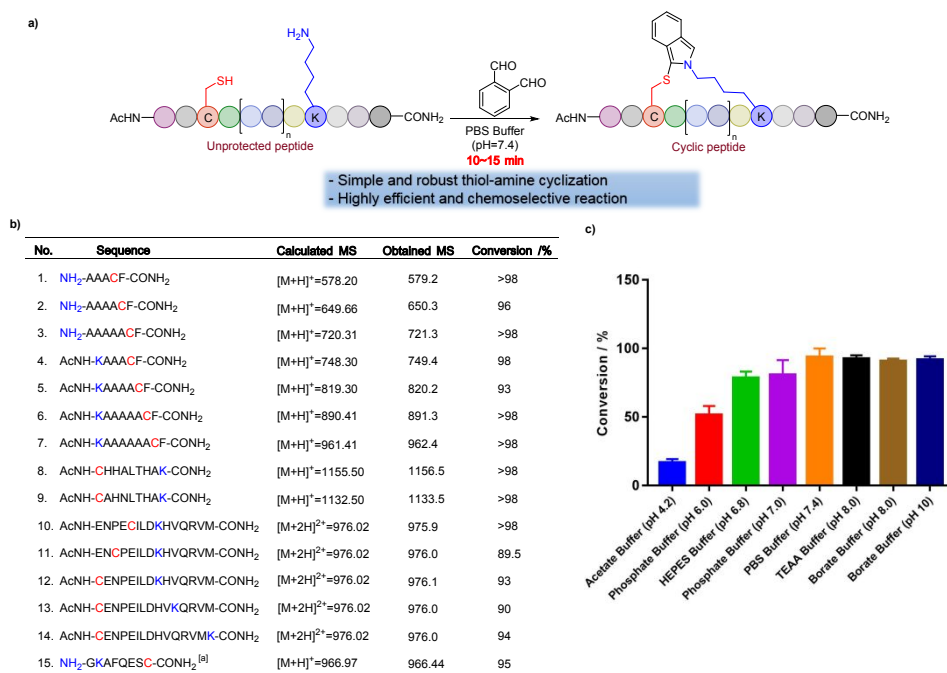 a)
H₂N
SH
CHO
CHO
S
N
AcHN
C
n
K
CONH₂
Unprotected peptide
PBS Buffer
(pH=7.4)
10~15 min
AcHN
C
n
K
CONH₂
Cyclic peptide
- Simple and robust thiol-amine cyclization
- Highly efficient and chemoselective reaction
b)
No. Sequence Calculated MS Obtained MS Conversion /%
1. NH₂-AAACF-CONH₂ [M+H]⁺=578.20 579.2 >98
2. NH₂-AAAACF-CONH₂ [M+H]⁺=649.66 650.3 96
3. NH₂-AAAAACF-CONH₂ [M+H]⁺=720.31 721.3 >98
4. AcNH-KAAACF-CONH₂ [M+H]⁺=748.30 749.4 98
5. AcNH-KAAAACF-CONH₂ [M+H]⁺=819.30 820.2 93
6. AcNH-KAAAAACF-CONH₂ [M+H]⁺=890.41 891.3 >98
7. AcNH-KAAAAAACF-CONH₂ [M+H]⁺=961.41 962.4 >98
8. AcNH-CHHALTHAK-CONH₂ [M+H]⁺=1155.50 1156.5 >98
9. AcNH-CAHNLTHAK-CONH₂ [M+H]⁺=1132.50 1133.5 >98
10. AcNH-ENPECILDKHVQRVM-CONH₂ [M+2H]²⁺=976.02 975.9 >98
11. AcNH-ENCPEILDKHVQRVM-CONH₂ [M+2H]²⁺=976.02 976.0 89.5
12. AcNH-CENPEILDKHVQRVM-CONH₂ [M+2H]²⁺=976.02 976.1 93
13. AcNH-CENPEILDHVKQRVM-CONH₂ [M+2H]²⁺=976.02 976.0 90
14. AcNH-CENPEILDHVQRVMK-CONH₂ [M+2H]²⁺=976.02 976.0 94
15. NH₂-GKAFQESC-CONH₂ [a] [M+H]⁺=966.97 966.44 95
c)
Conversion / %
150
100
50
0
Acetate Buffer (pH 4.2)
Phosphate Buffer (pH 6.0)
HEPES Buffer (pH 6.8)
Phosphate Buffer (pH 7.0)
PBS Buffer (pH 7.4)
TEAA Buffer (pH 8.0)
Borate Buffer (pH 8.0)
Borate Buffer (pH 10)